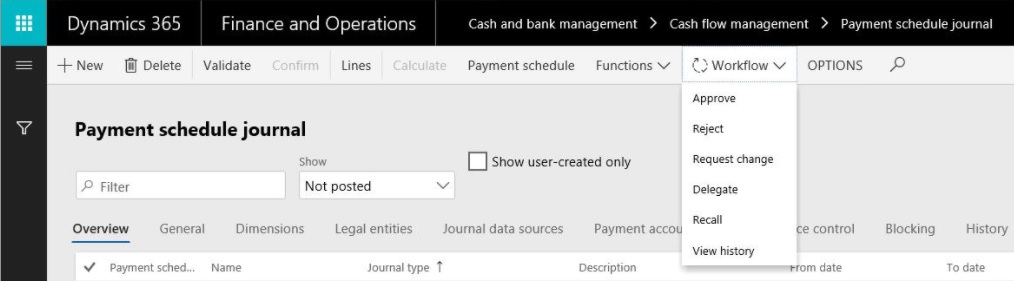 Dynamics 365 Finance and Operations Cash and bank management > Cash flow management > Payment schedule journal
New Delete Validate Confirm Lines Calculate Payment schedule Functions Workflow OPTIONS
Approve
Reject
Request change
Delegate
Recall
View history
Payment schedule journal
Show
Filter
Not posted
Show user-created only
Overview General Dimensions Legal entities Journal data sources Payment accou ce control Blocking History
Payment sched... Name Journal type ↑ Description From date To date